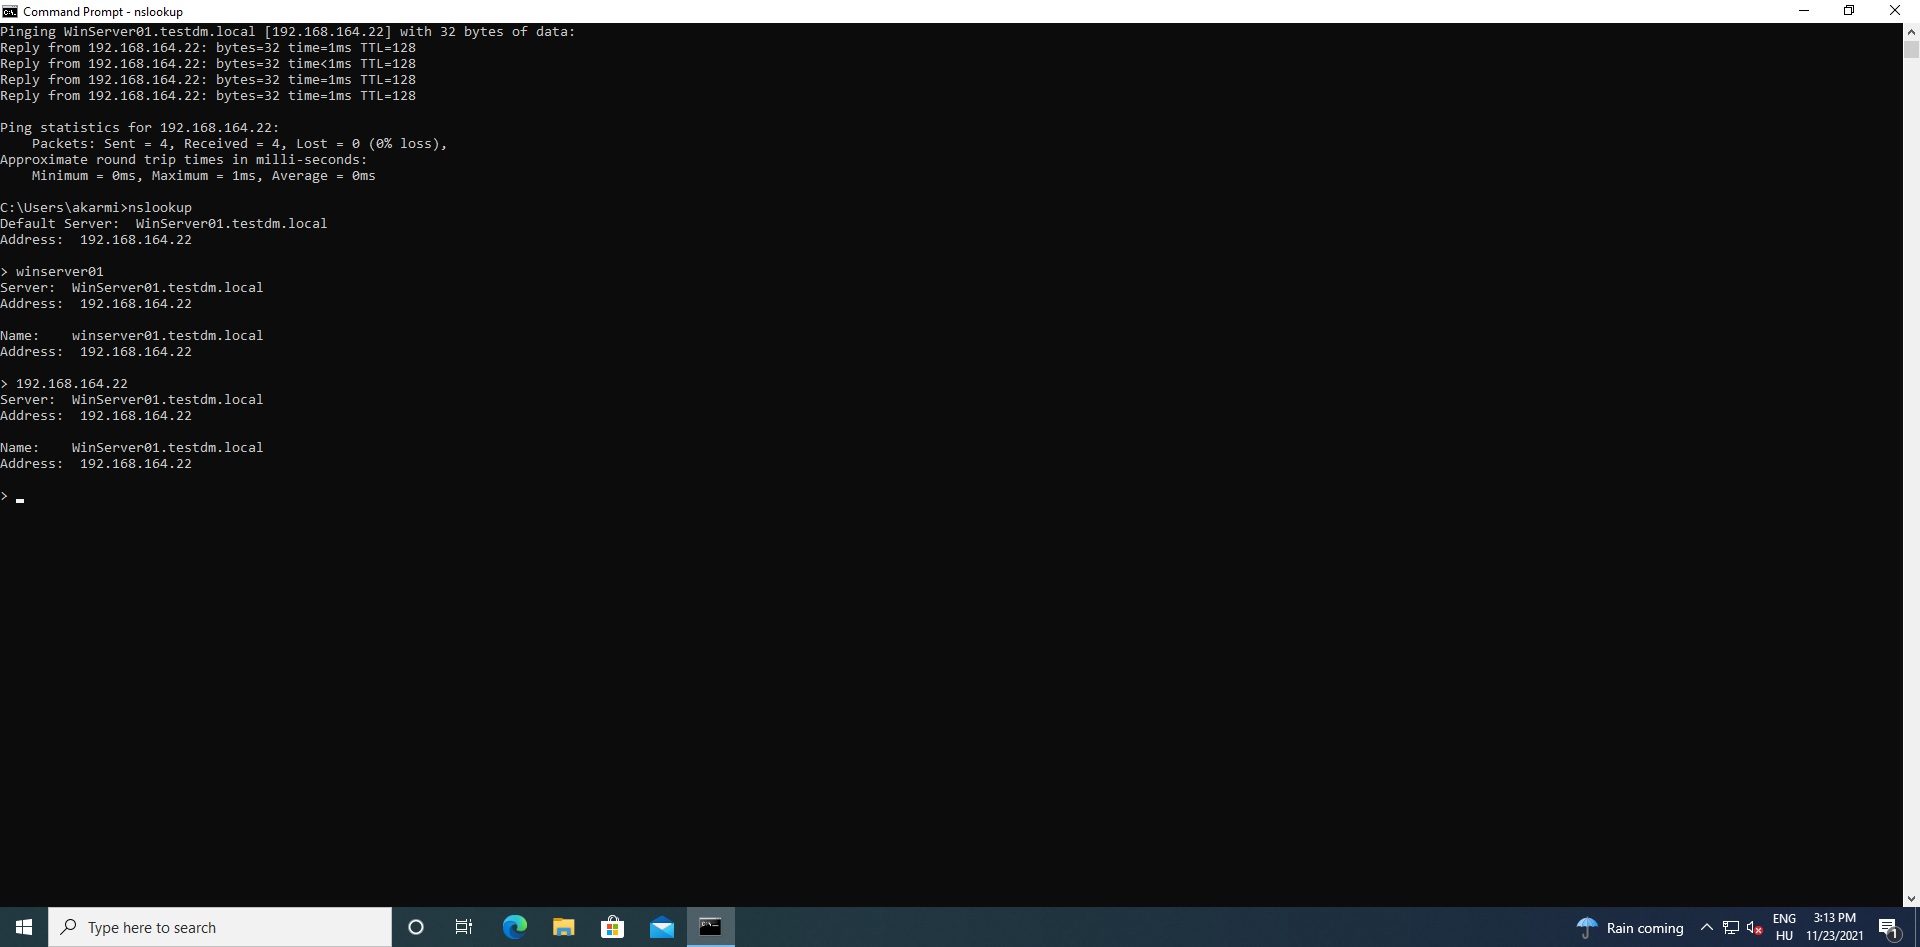 Command Prompt - nslookup
Pinging WinServer01.testdm.local [192.168.164.22] with 32 bytes of data:
Reply from 192.168.164.22: bytes=32 time=1ms TTL=128
Reply from 192.168.164.22: bytes=32 time<1ms TTL=128
Reply from 192.168.164.22: bytes=32 time=1ms TTL=128
Reply from 192.168.164.22: bytes=32 time=1ms TTL=128
Ping statistics for 192.168.164.22:
Packets: Sent = 4, Received = 4, Lost = 0 (0% loss),
Approximate round trip times in milli-seconds:
Minimum = 0ms, Maximum = 1ms, Average = 0ms
C:\Users\akarmi>nslookup
Default Server:  WinServer01.testdm.local
Address:  192.168.164.22
> winserver01
Server:  WinServer01.testdm.local
Address:  192.168.164.22
Name:    winserver01.testdm.local
Address:  192.168.164.22
> 192.168.164.22
Server:  WinServer01.testdm.local
Address:  192.168.164.22
Name:    WinServer01.testdm.local
Address:  192.168.164.22
>
Type here to search
Rain coming
ENG
HU
3:13 PM
11/23/2021
1